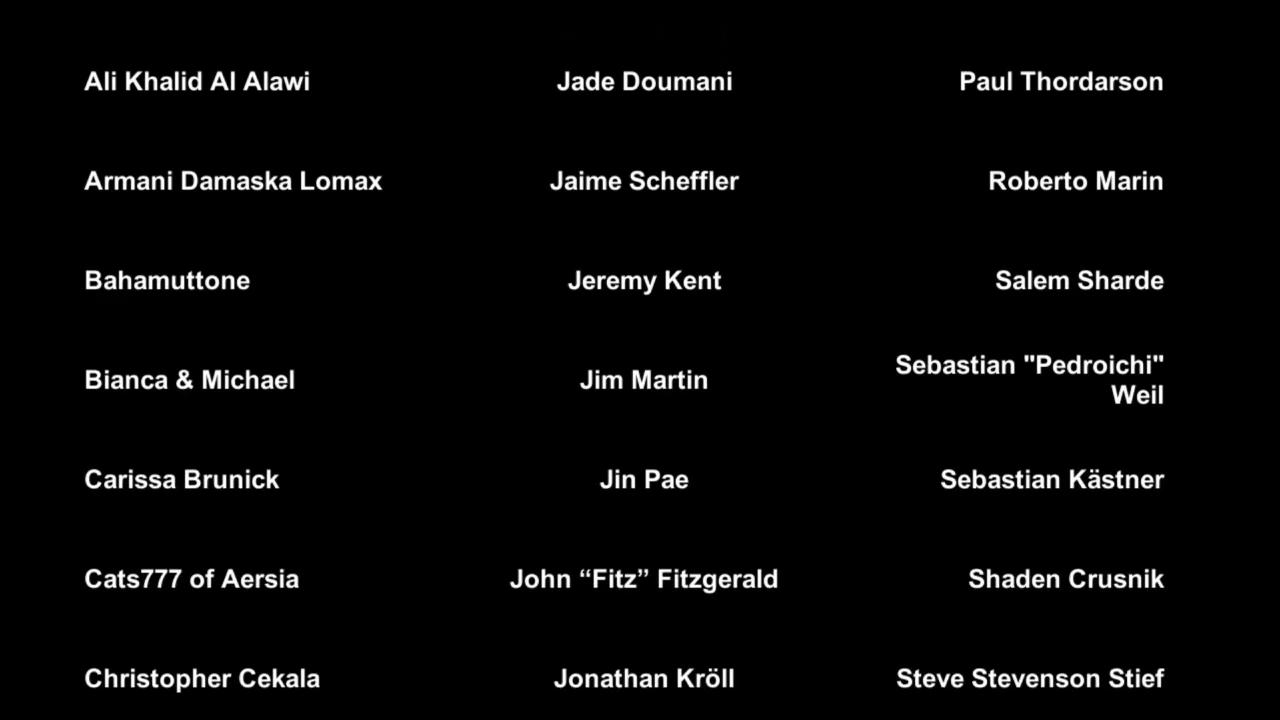 Ali Khalid Al Alawi
Jade Doumani
Paul Thordarson
Armani Damaska Lomax
Jaime Scheffler
Roberto Marin
Bahamuttone
Jeremy Kent
Salem Sharde
Bianca & Michael
Jim Martin
Sebastian "Pedroichi"
Weil
Carissa Brunick
Jin Pae
Sebastian Kästner
Cats777 of Aersia
John “Fitz” Fitzgerald
Shaden Crusnik
Christopher Cekala
Jonathan Kröll
Steve Stevenson Stief